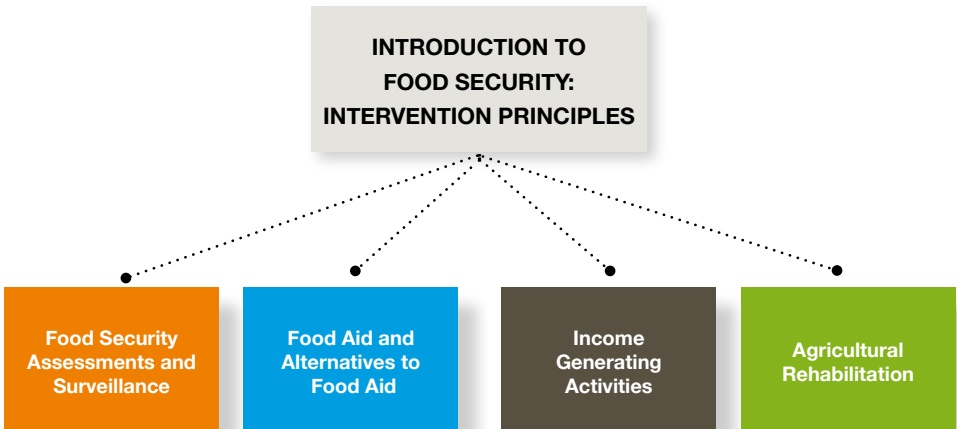 INTRODUCTION TO
FOOD SECURITY:
INTERVENTION PRINCIPLES
Food Security
Assessments and
Surveillance
Food Aid and
Alternatives to
Food Aid
Income
Generating
Activities
Agricultural
Rehabilitation